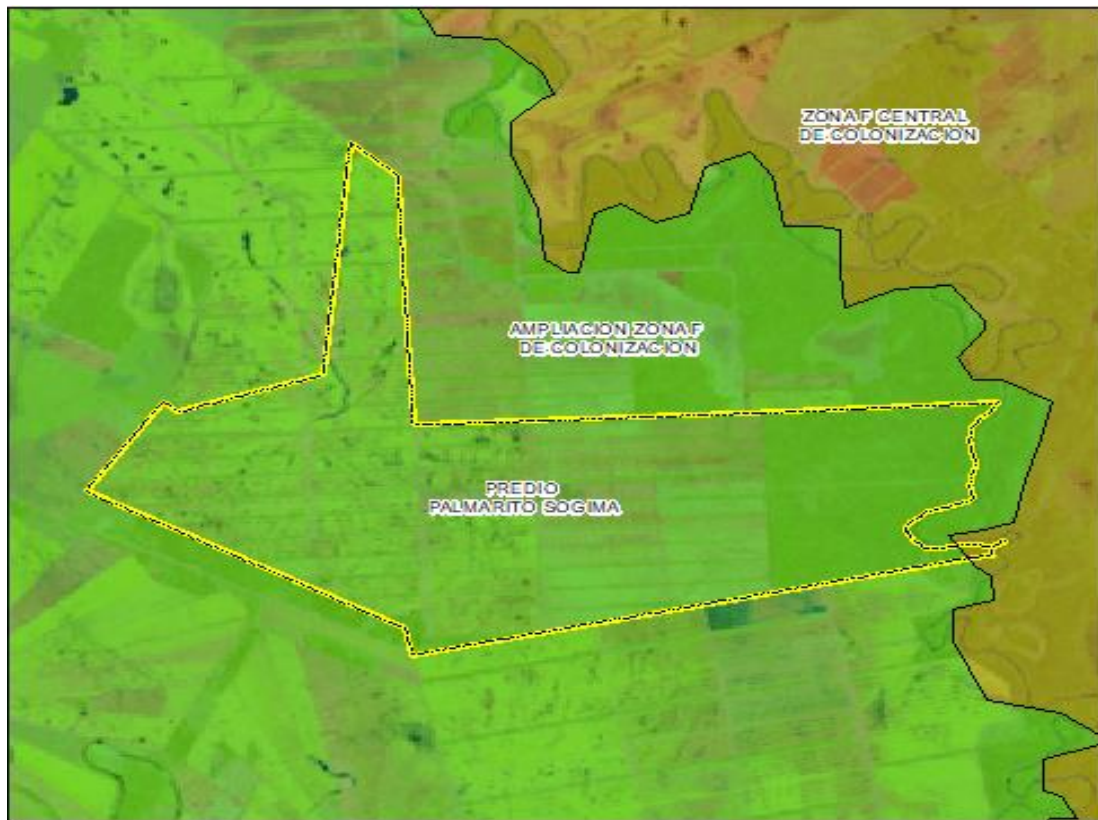 ZONA F CENTRAL
DE COLONIZACION
AMPLIACION ZONA F
DE COLONIZACION
PREDIO
PALMARITO SOGIMA